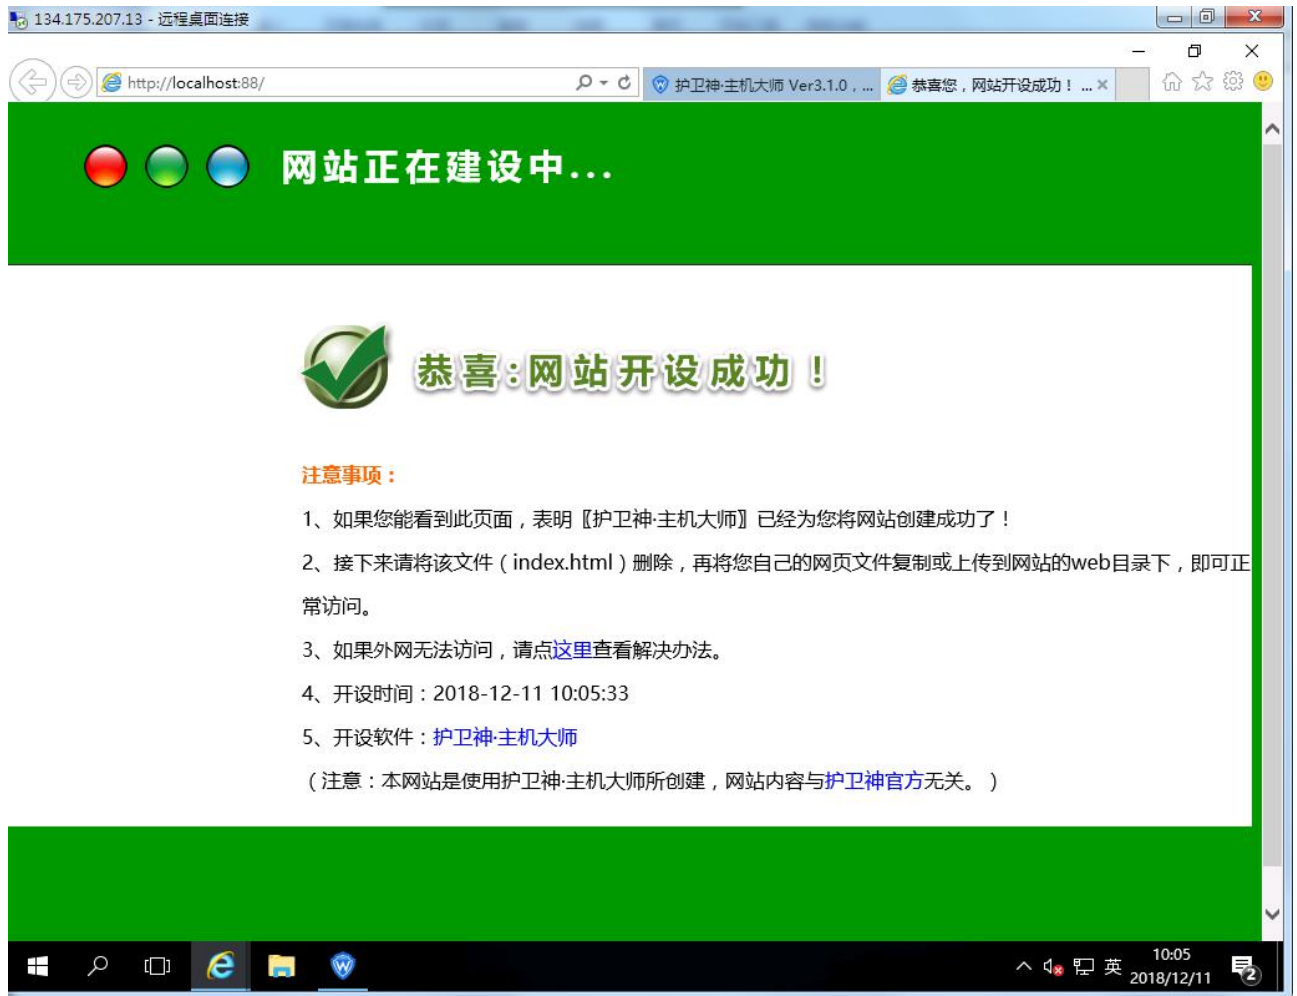 134.175.207.13 - 远程桌面连接
http://localhost:88/
护卫神·主机大师 Ver3.1.0，...
恭喜您，网站开设成功！ ...
网站正在建设中...
恭喜:网站开设成功！
注意事项：
1、如果您能看到此页面，表明〖护卫神·主机大师〗已经为您将网站创建成功了！
2、接下来请将该文件（index.html）删除，再将您自己的网页文件复制或上传到网站的web目录下，即可正
常访问。
3、如果外网无法访问，请点这里查看解决办法。
4、开设时间：2018-12-11 10:05:33
5、开设软件：护卫神·主机大师
（注意：本网站是使用护卫神·主机大师所创建，网站内容与护卫神官方无关。）
英
10:05
2018/12/11
2